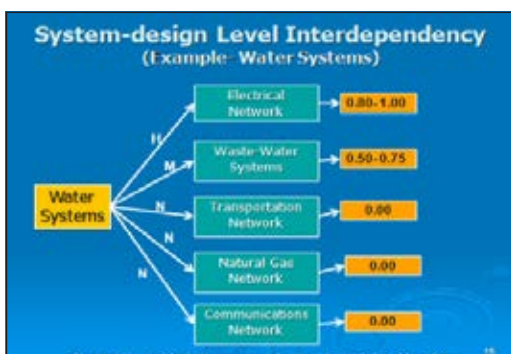 System-design Level Interdependency
(Example- Water Systems)
Electrical
Network
0.80-1.00
H
Waste-Water
Systems
0.50-0.75
M
Water
Systems
N
Transportation
Network
0.00
N
Natural Gas
Network
0.00
N
Communications
Network
0.00